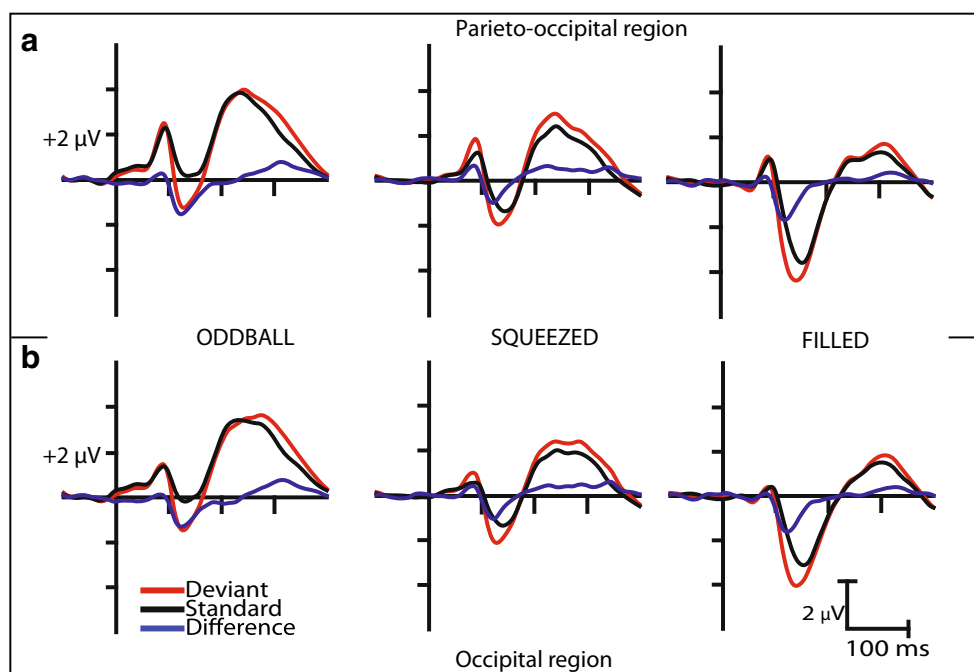 a
Parieto-occipital region
+2 µV
ODDBALL SQUEEZED FILLED
b
+2 µV
Deviant
Standard
Difference
2 µV
100 ms
Occipital region